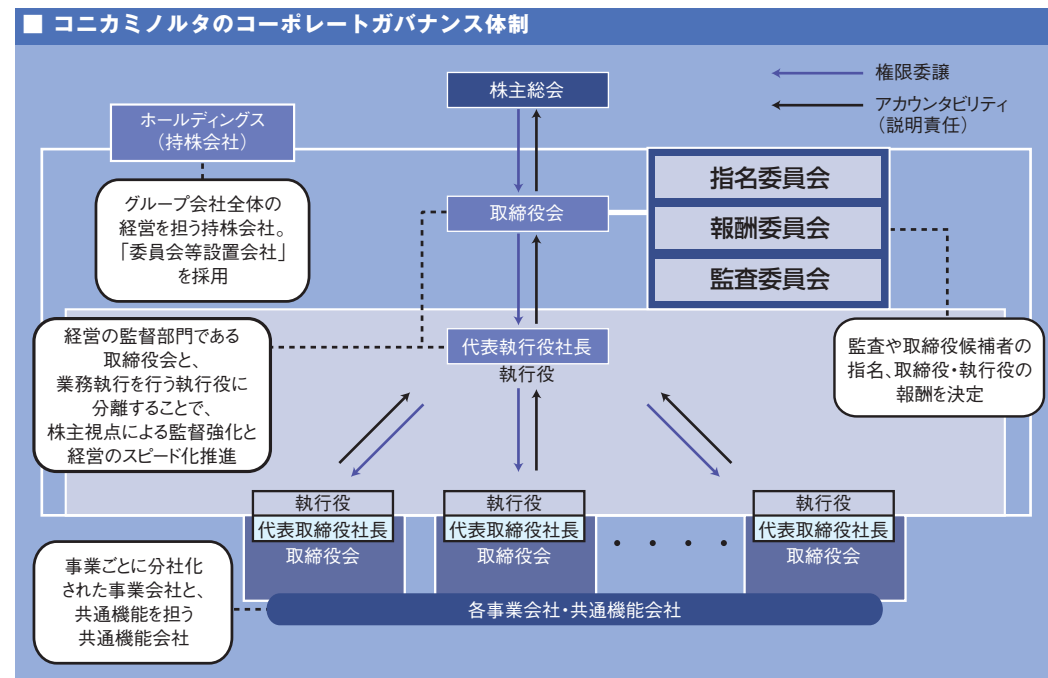 ■ コニカミノルタのコーポレートガバナンス体制
権限委譲
アカウンタビリティ
（説明責任）
株主総会
ホールディングス
（持株会社）
グループ会社全体の
経営を担う持株会社。
「委員会等設置会社」
を採用
取締役会
指名委員会
報酬委員会
監査委員会
経営の監督部門である
取締役会と、
業務執行を行う執行役に
分離することで、
株主視点による監督強化と
経営のスピード化推進
代表執行役社長
執行役
監査や取締役候補者の
指名、取締役・執行役の
報酬を決定
執行役
代表取締役社長
取締役会
執行役
代表取締役社長
取締役会
・・・・
執行役
代表取締役社長
取締役会
事業ごとに分社化
された事業会社と、
共通機能を担う
共通機能会社
各事業会社・共通機能会社